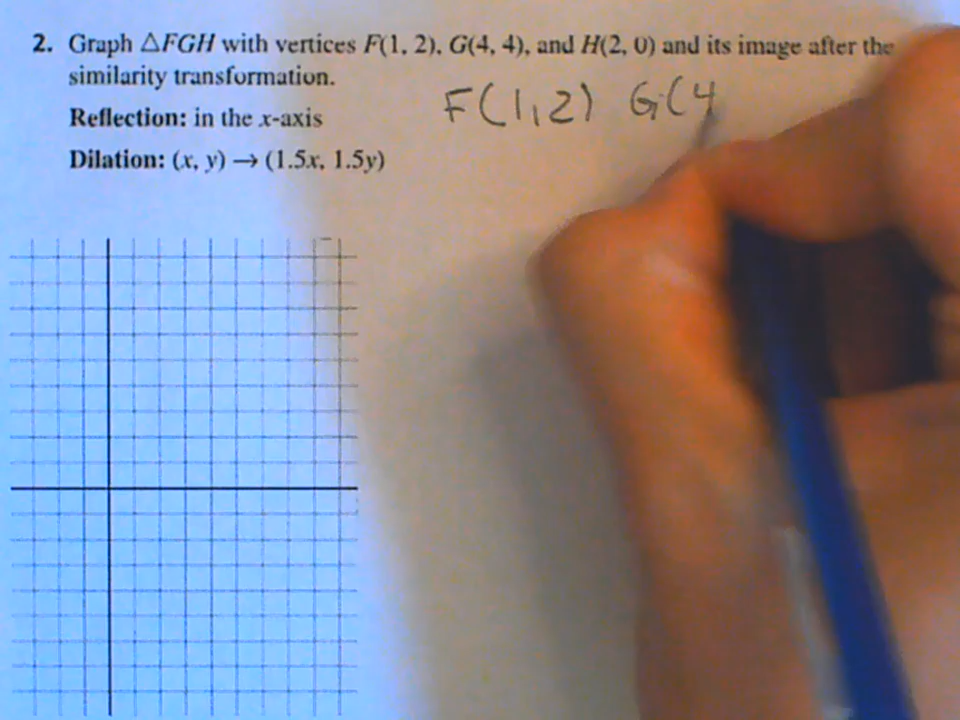 2. Graph △FGH with vertices F(1, 2), G(4, 4), and H(2, 0) and its image after the
similarity transformation.
F(1,2) G(4
Reflection: in the x-axis
Dilation: (x, y) → (1.5x, 1.5y)